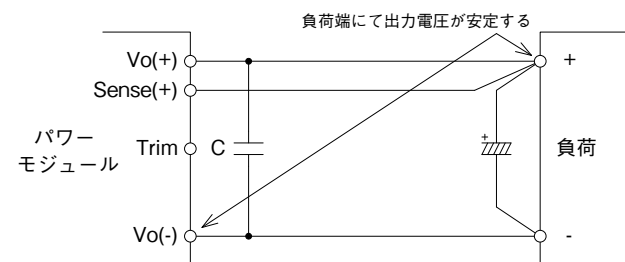 負荷端にて出力電圧が安定する
Vo(+)
+
Sense(+)
パワー
モジュール
Trim
C
+
負荷
Vo(-)
-